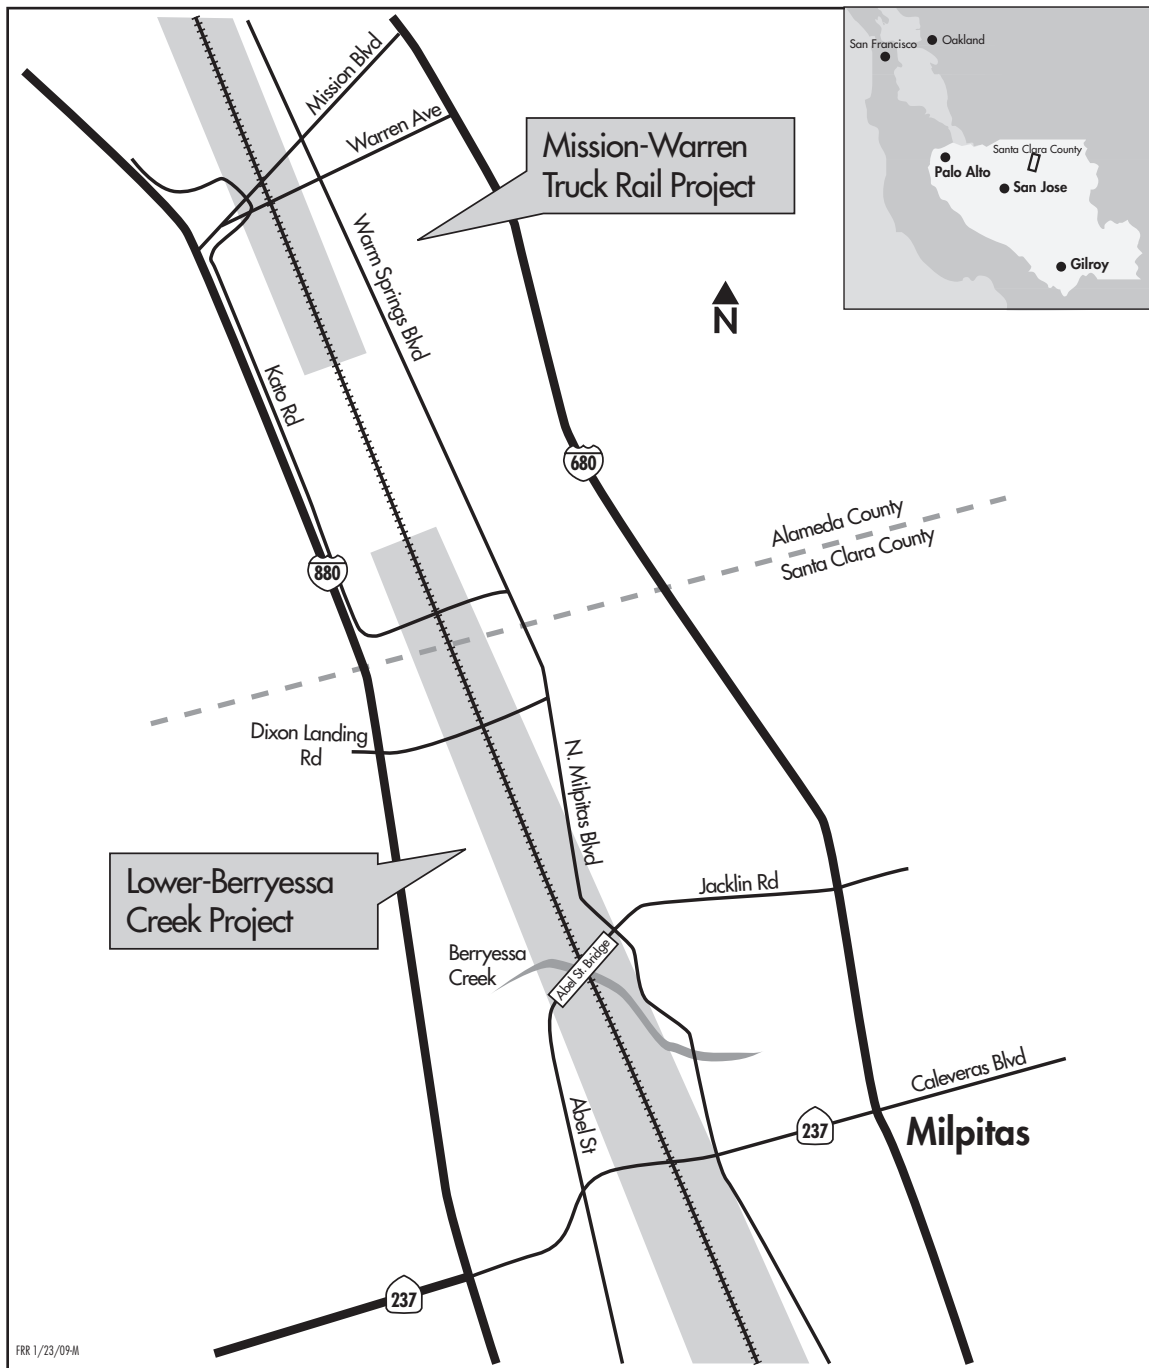 San Francisco
Oakland
Santa Clara County
Palo Alto
San Jose
Gilroy
Mission Blvd
Warren Ave
Mission-Warren
Truck Rail Project
Warm Springs Blvd
N
Kato Rd
680
880
Alameda County
Santa Clara County
Dixon Landing
Rd
N. Milpitas Blvd
Lower-Berryessa
Creek Project
Jacklin Rd
Berryessa
Creek
Abel St. Bridge
Abel St
Caleveras Blvd
237
Milpitas
237
FRR 1/23/09-M